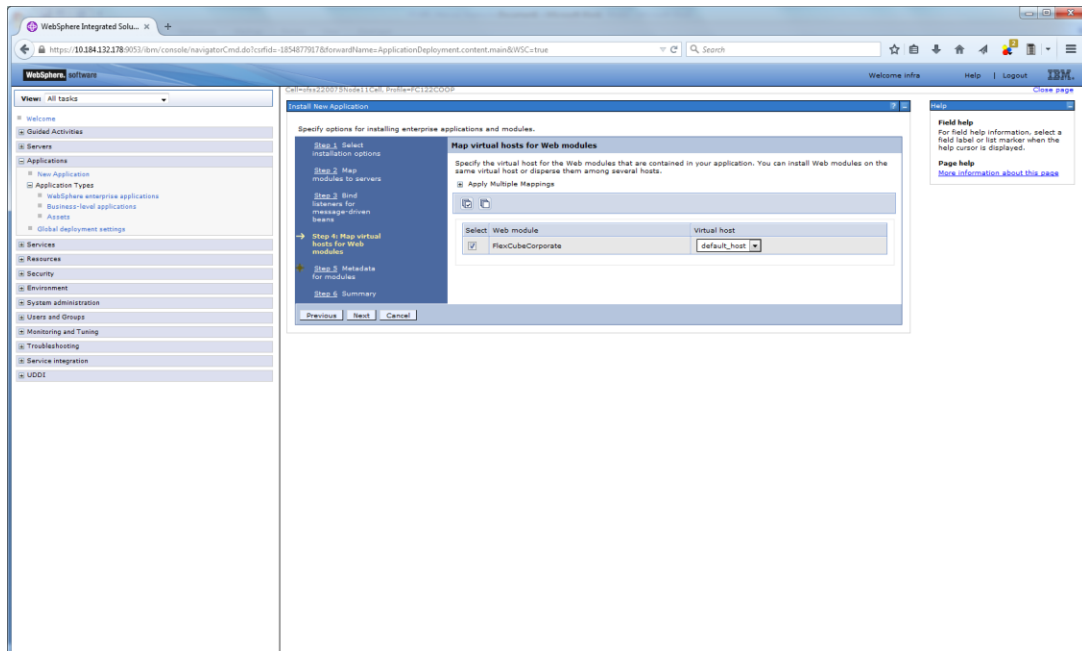 WebSphere Integrated Solu... × +
https://10.184.132.178:9053/ibm/console/navigatorCmd.do?csrfid=-1854877917&forwardName=ApplicationDeployment.content.main&WSC=true
Search
2
WebSphere. software
Welcome infra
Help | Logout
IBM.
View: All tasks
Welcome
Guided Activities
Servers
Applications
New Application
Application Types
WebSphere enterprise applications
Business-level applications
Assets
Global deployment settings
Services
Resources
Security
Environment
System administration
Users and Groups
Monitoring and Tuning
Troubleshooting
Service integration
UDDI
Profile=FC122COOP
Close page
Install New Application
? –
Specify options for installing enterprise applications and modules.
Step 1 Select
installation options
Step 2 Map
modules to servers
Step 3 Bind
listeners for
message-driven
beans
Step 4: Map virtual
hosts for Web
modules
Step 5 Metadata
for modules
Step 6 Summary
Map virtual hosts for Web modules
Specify the virtual host for the Web modules that are contained in your application. You can install Web modules on the
same virtual host or disperse them among several hosts.
Apply Multiple Mappings
Select Web module Virtual host
FlexCubeCorporate default_host
Previous Next Cancel
Help
Field help
For field help information, select a
field label or list marker when the
help cursor is displayed.
Page help
More information about this page